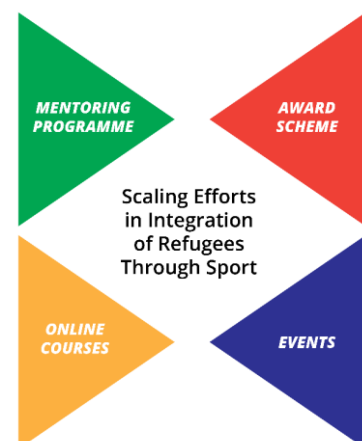 MENTORING
PROGRAMME
AWARD
SCHEME
Scaling Efforts
in Integration
of Refugees
Through Sport
ONLINE
COURSES
EVENTS